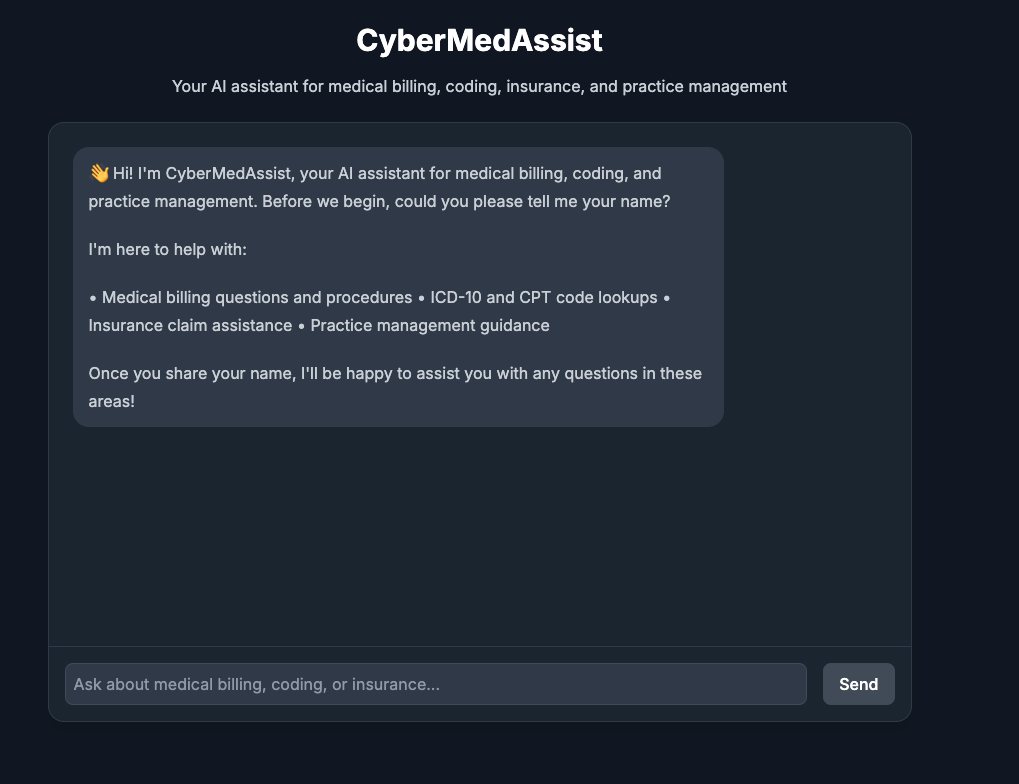 CyberMedAssist
Your AI assistant for medical billing, coding, insurance, and practice management
👋 Hi! I'm CyberMedAssist, your AI assistant for medical billing, coding, and
practice management. Before we begin, could you please tell me your name?
I'm here to help with:
• Medical billing questions and procedures • ICD-10 and CPT code lookups •
Insurance claim assistance • Practice management guidance
Once you share your name, I'll be happy to assist you with any questions in these
areas!
Ask about medical billing, coding, or insurance...
Send